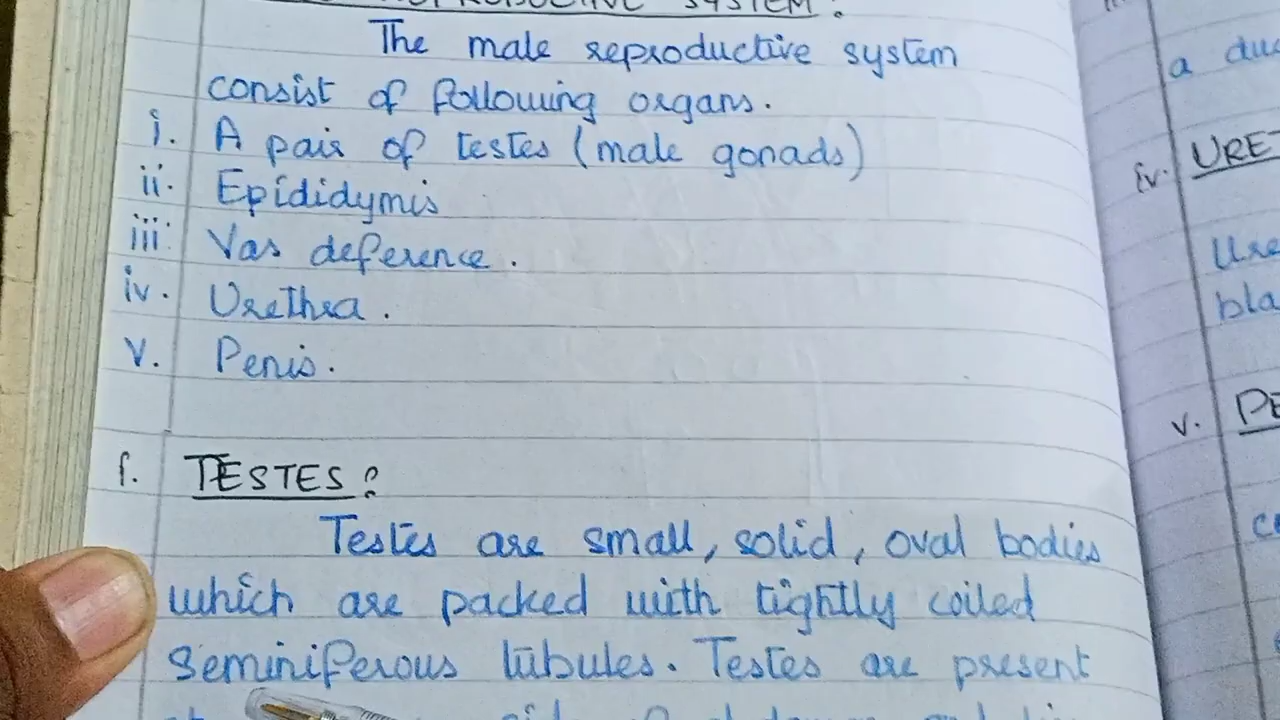 REPRODUCTIVE SYSTEM:
The male reproductive system
consist of following organs.
i. A pair of testes (male gonads)
ii. Epididymis
iii. Vas deference.
iv. Urethra.
v. Penis.
i. TESTES:
Testes are small, solid, oval bodies
which are packed with tightly coiled
seminiferous tubules. Testes are present
a
iv.
v.